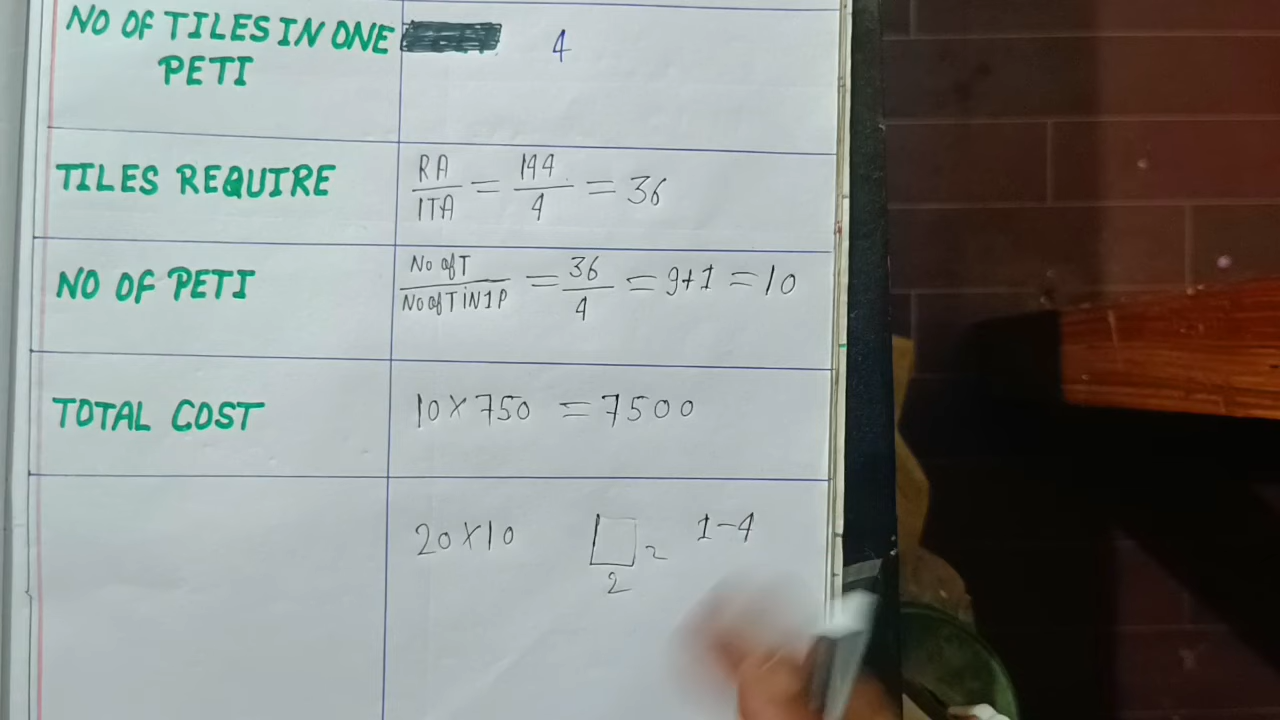 NO OF TILES IN ONE PETI
4
TILES REQUIRE
RA/ITA = 144/4 = 36
NO OF PETI
No of T/No of T iN 1 P = 36/4 = 9+1 = 10
TOTAL COST
10 X 750 = 7500
20 X 10
2
2
1-4